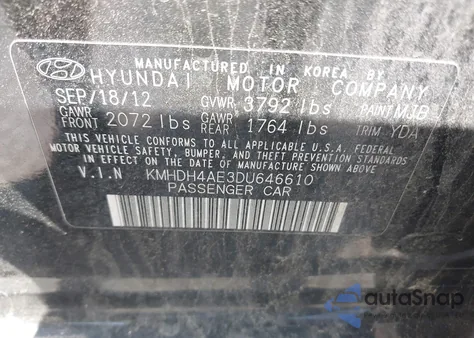 MANUFACTURED IN KOREA BY
HYUNDAI MOTOR COMPANY
SEP/18/12 GVWR 3792 lbs PAINT M3B
GAWR FRONT 2072 lbs GAWR REAR 1764 lbs TRIM YDA
THIS VEHICLE CONFORMS TO ALL APPLICABLE U.S.A. FEDERAL
MOTOR VEHICLE SAFETY, BUMPER, AND THEFT PREVENTION STANDARDS
IN EFFECT ON THE DATE OF MANUFACTURE SHOWN ABOVE
V.I.N KMHDH4AE3DU646610
PASSENGER CAR
autoSnap